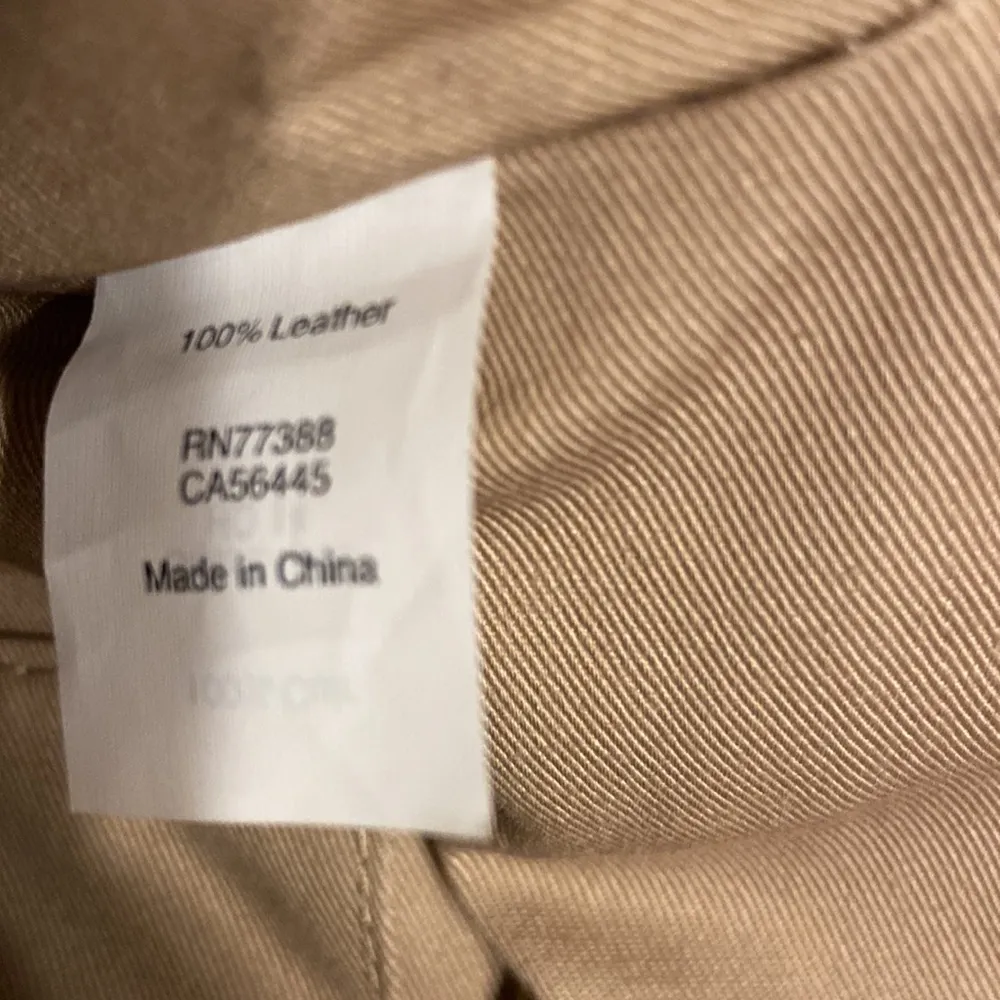 100% Leather
RN77388
CA56445
Made in China